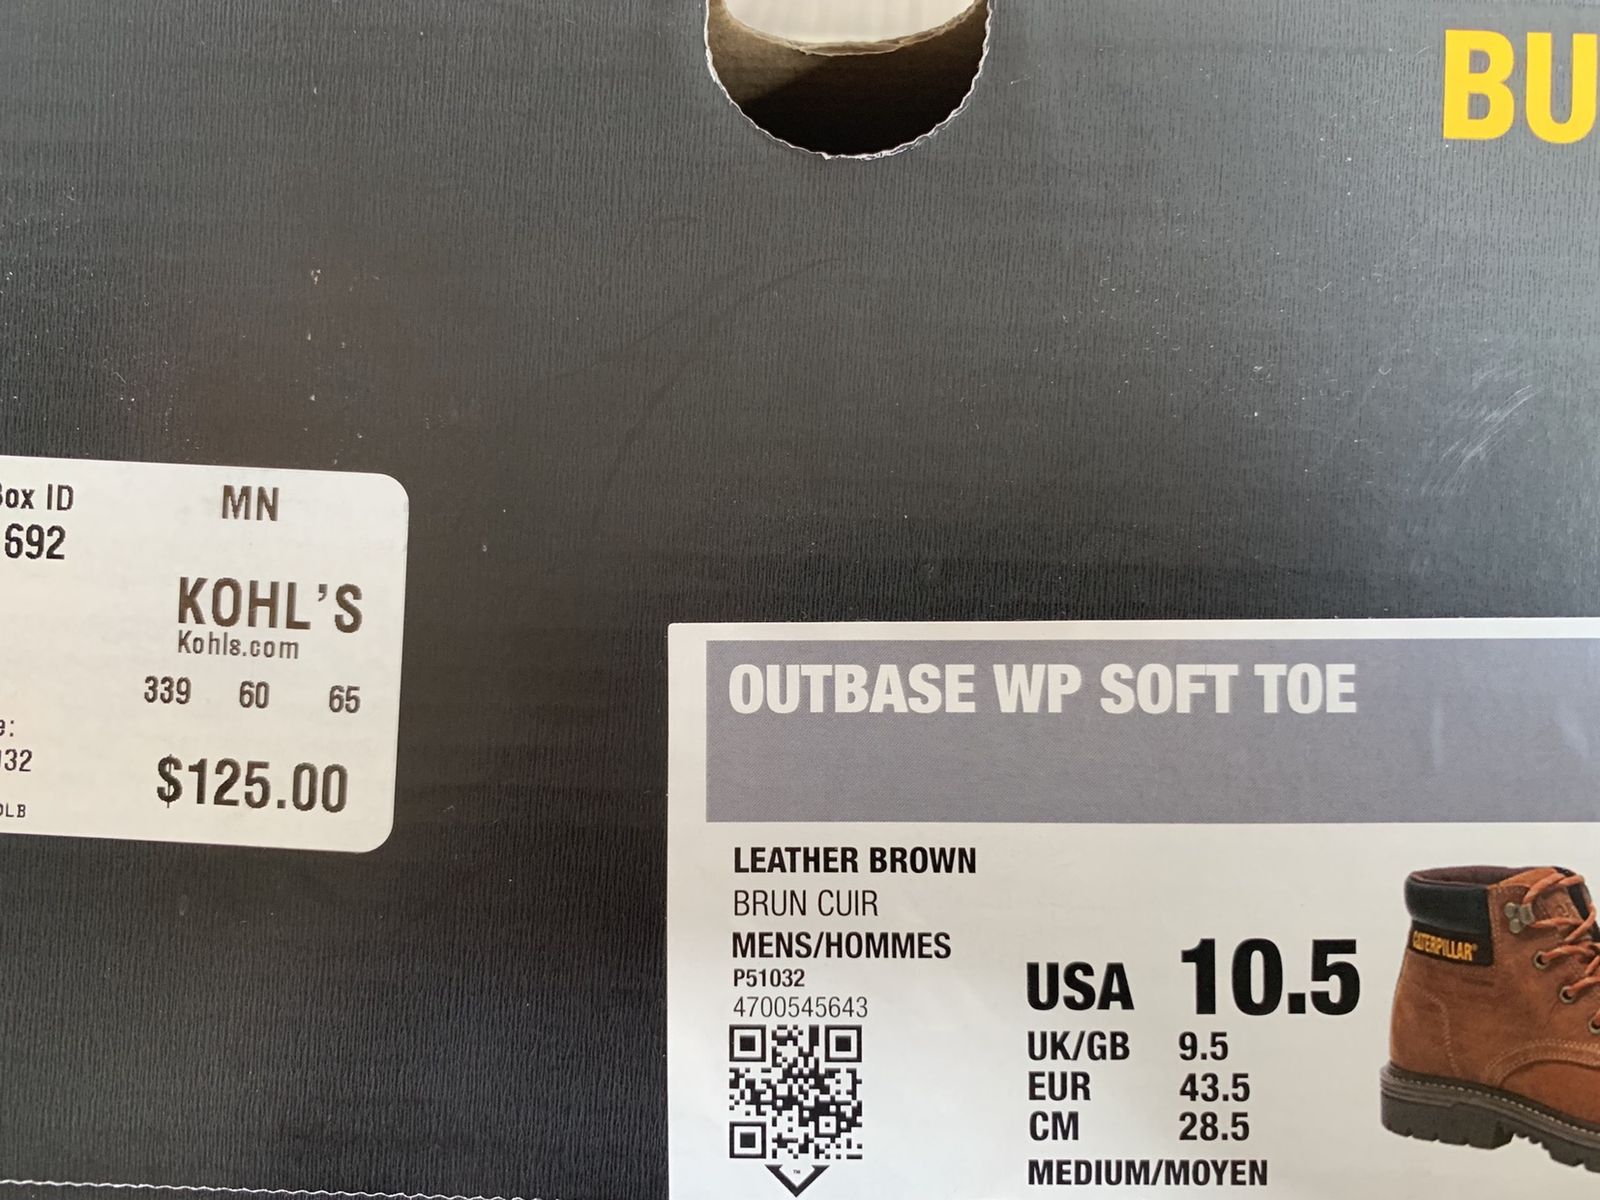 BU
Box ID
692
MN
KOHL'S
Kohls.com
339 60 65
e:
032
OLB
$125.00
OUTBASE WP SOFT TOE
LEATHER BROWN
BRUN CUIR
MENS/HOMMES
P51032
4700545643
USA 10.5
UK/GB 9.5
EUR 43.5
CM 28.5
MEDIUM/MOYEN
CATERPILLAR